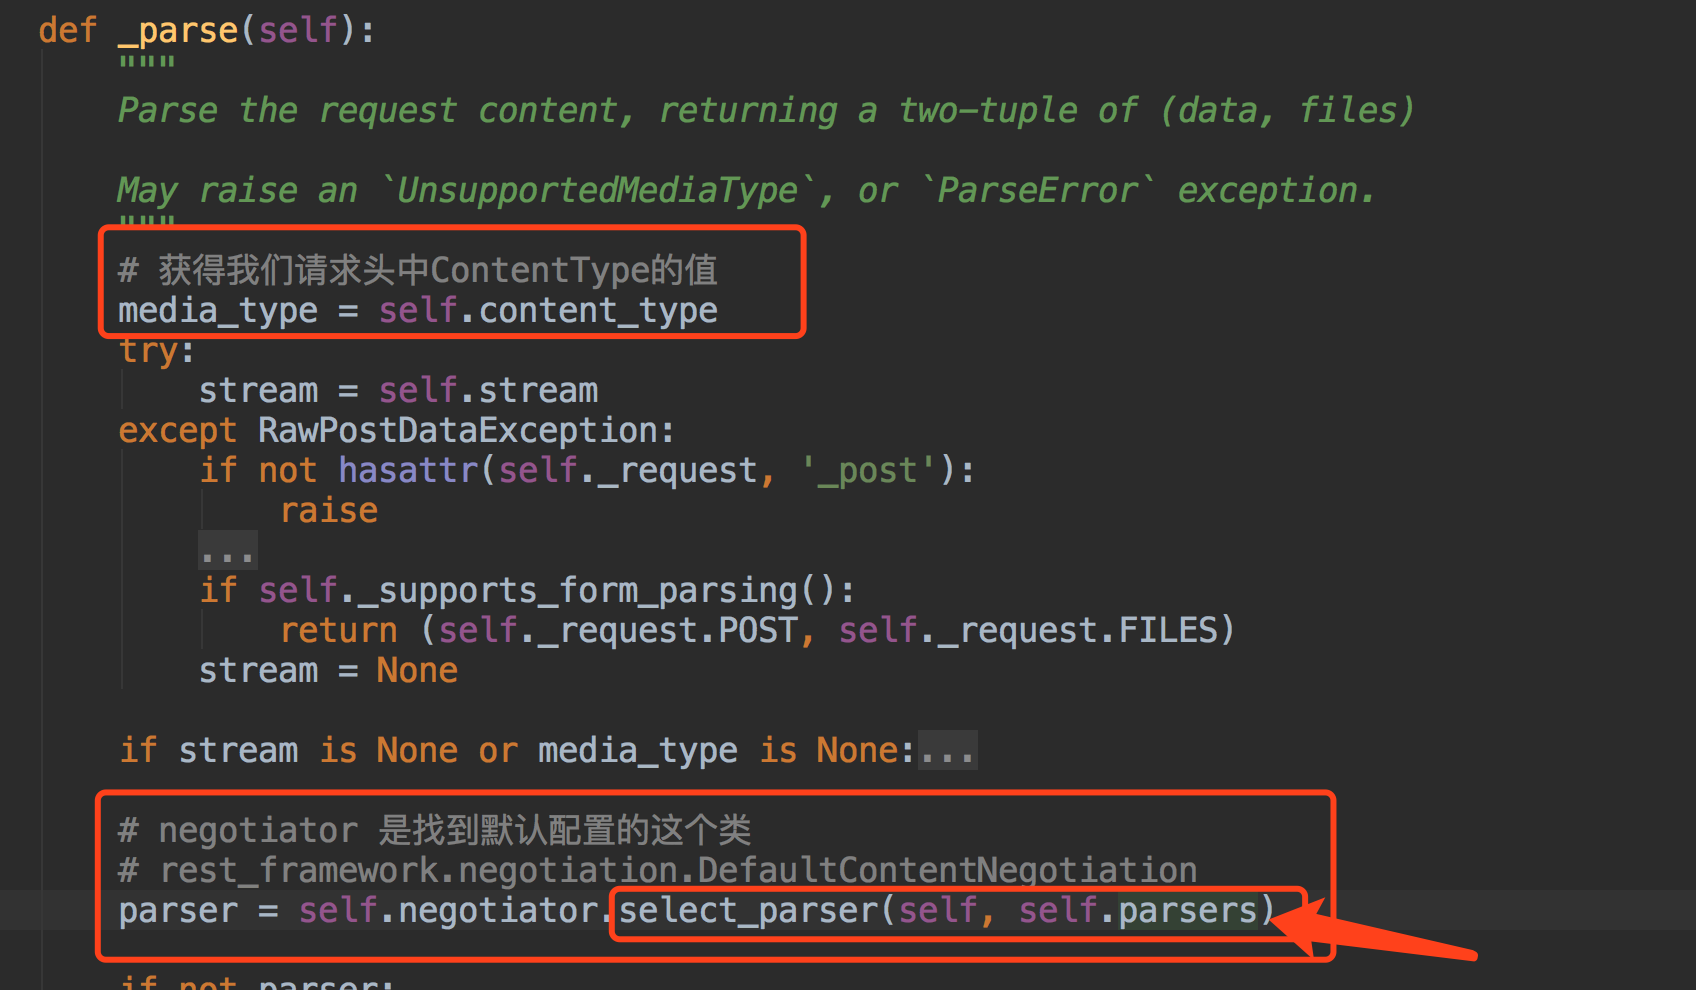 def _parse(self):
"""
Parse the request content, returning a two-tuple of (data, files)
May raise an `UnsupportedMediaType`, or `ParseError` exception.
"""
# 获得我们请求头中ContentType的值
media_type = self.content_type
try:
stream = self.stream
except RawPostDataException:
if not hasattr(self._request, '_post'):
raise
...
if self._supports_form_parsing():
return (self._request.POST, self._request.FILES)
stream = None
if stream is None or media_type is None:...
# negotiator 是找到默认配置的这个类
# rest_framework.negotiation.DefaultContentNegotiation
parser = self.negotiator.select_parser(self, self.parsers)
if not parser: